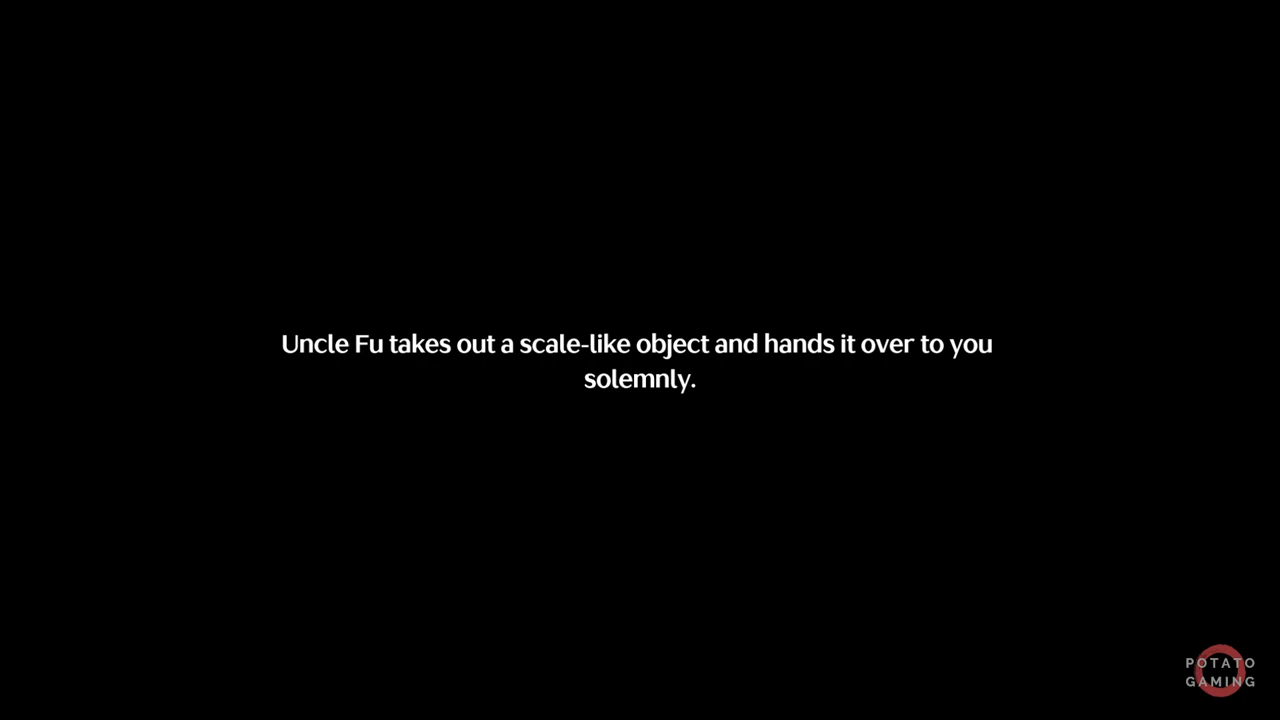 Uncle Fu takes out a scale-like object and hands it over to you
solemnly.
POTATO
GAMING